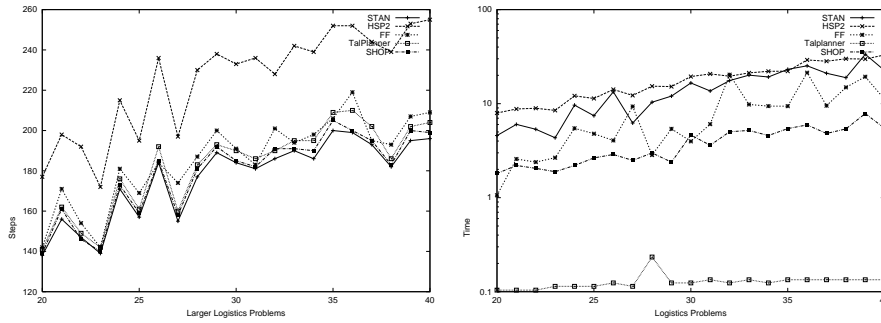 260
240
220
200
180
160
140
120
20
25
30
35
40
Steps
Larger Logistics Problems
STAN
HSP2
FF
TalPlanner
SHOP
100
10
1
0.1
20
25
30
35
Time
Logistics Problems
STAN
HSP2
FF
Talplanner
SHOP